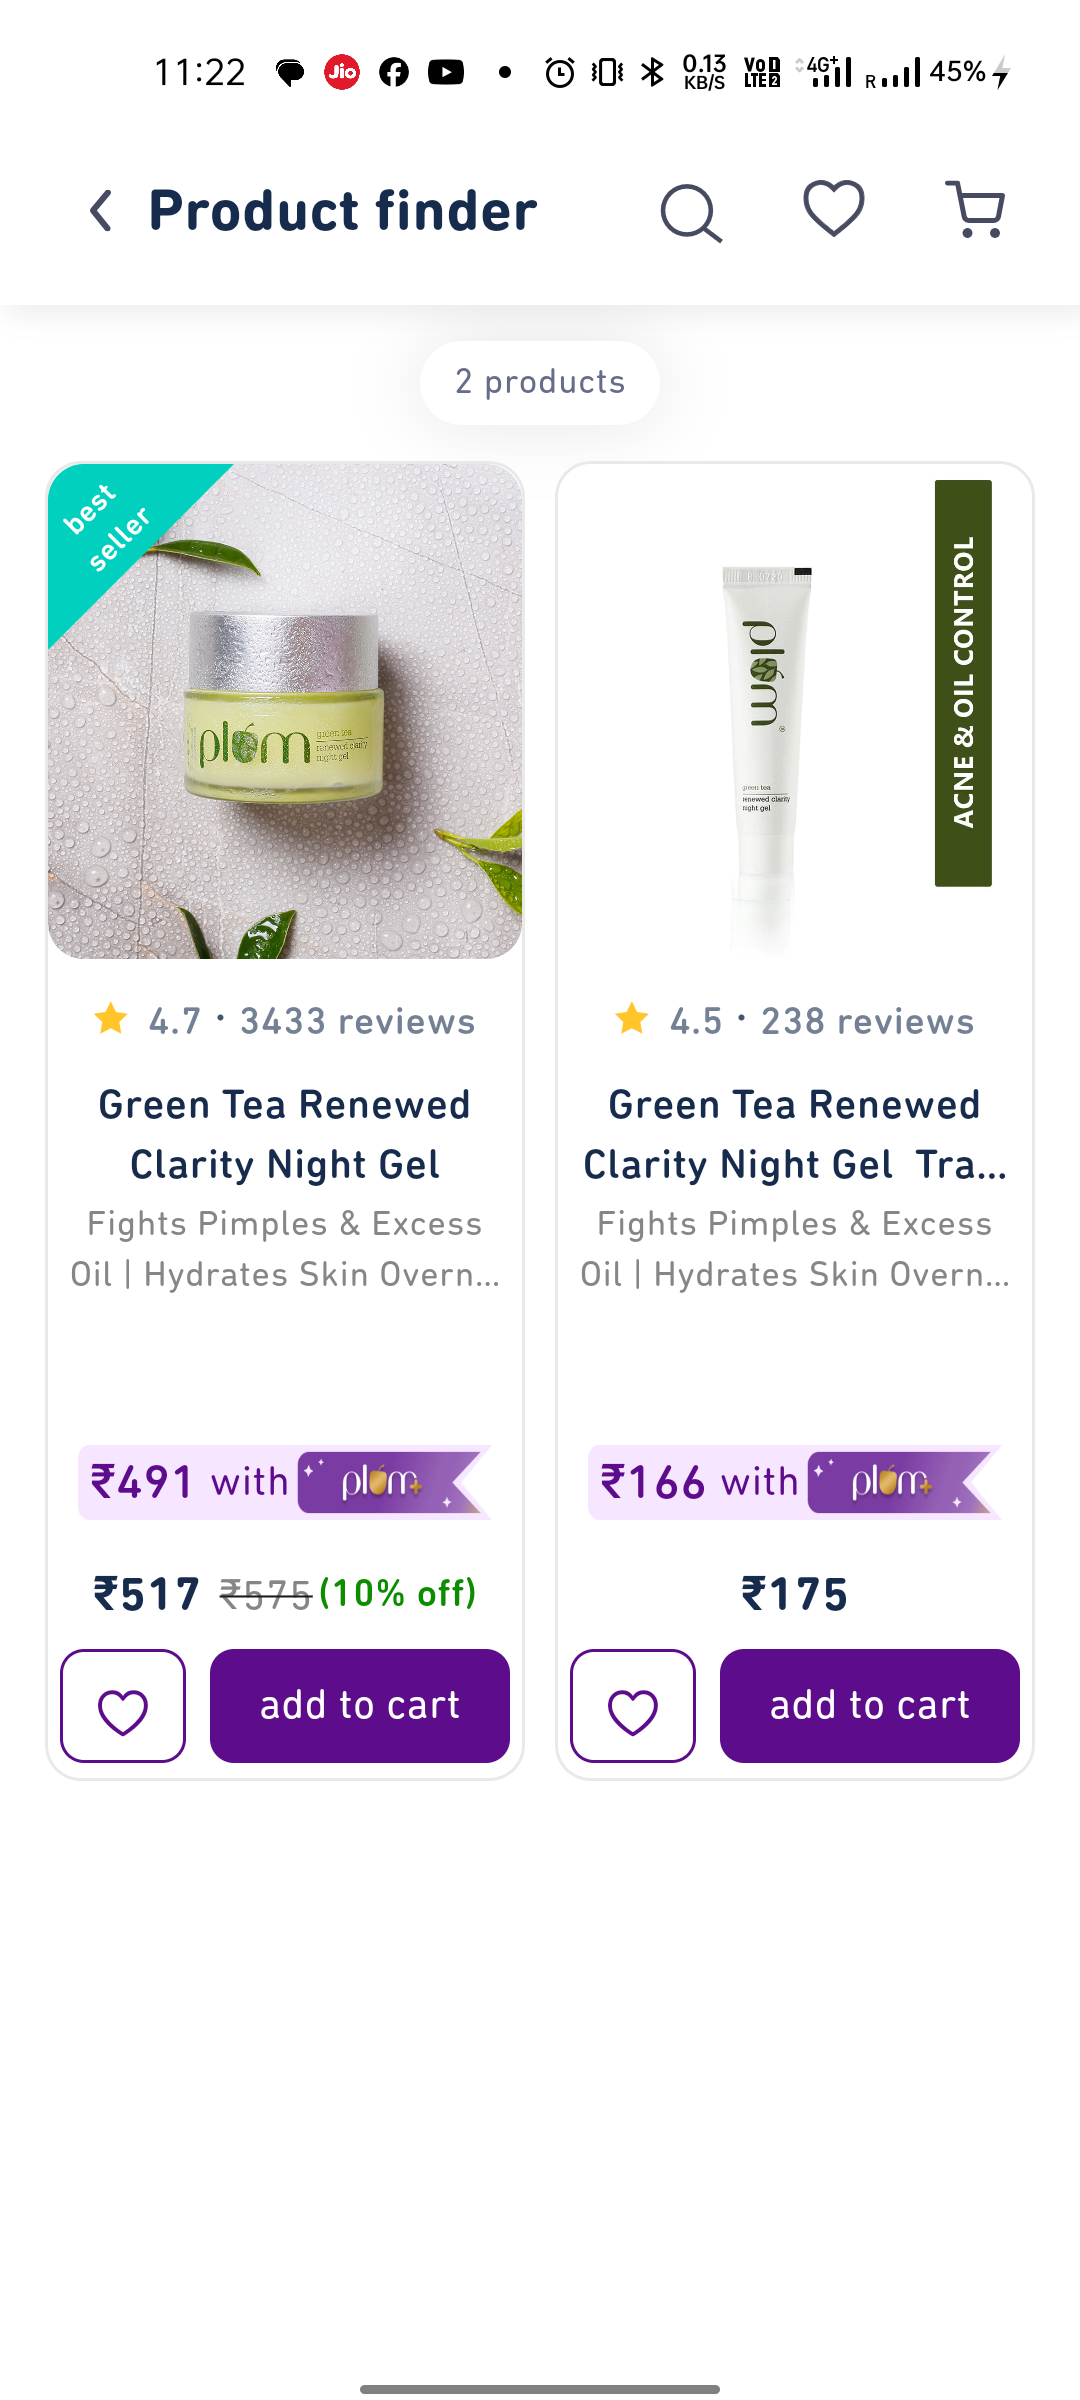 11:22
Jio
0.13
KB/S
Vo 1
LTE 2
4G+
R
45%
Product finder
2 products
best
seller
plum
green tea
renewed clarity
night gel
plum
®
green tea
renewed clarity
night gel
ACNE & OIL CONTROL
4.7 · 3433 reviews
Green Tea Renewed
Clarity Night Gel
Fights Pimples & Excess
Oil | Hydrates Skin Overn...
₹491 with plum+
₹517 ₹575 (10% off)
add to cart
4.5 · 238 reviews
Green Tea Renewed
Clarity Night Gel Tra...
Fights Pimples & Excess
Oil | Hydrates Skin Overn...
₹166 with plum+
₹175
add to cart